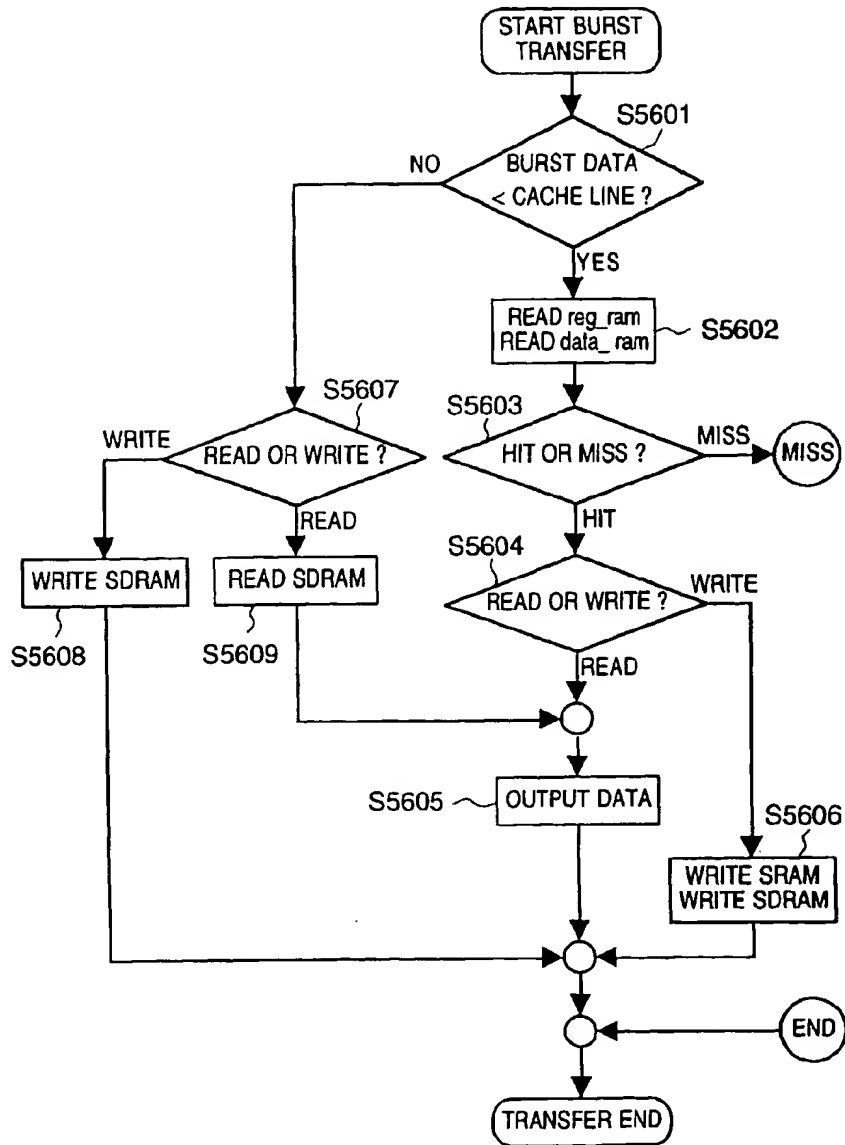 START BURST
TRANSFER
S5601
BURST DATA
< CACHE LINE ?
NO
YES
READ reg_ram
READ data_ ram
S5602
S5607
S5603
WRITE
READ OR WRITE ?
HIT OR MISS ?
MISS
MISS
READ
HIT
S5604
WRITE SDRAM
READ SDRAM
READ OR WRITE ?
WRITE
S5608
S5609
READ
S5605
OUTPUT DATA
S5606
WRITE SRAM
WRITE SDRAM
END
TRANSFER END